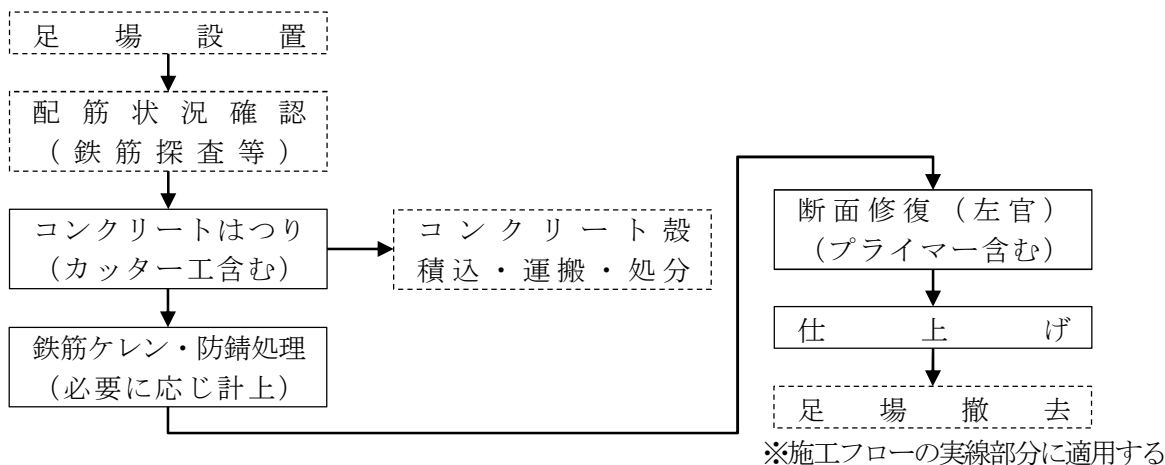 足場設置
配筋状況確認
(鉄筋探査等)
コンクリートはつり
(カッター工含む)
コンクリート殻
積込・運搬・処分
鉄筋ケレン・防錆処理
(必要に応じ計上)
断面修復(左官)
(プライマー含む)
仕上げ
足場撤去
※施工フローの実線部分に適用する